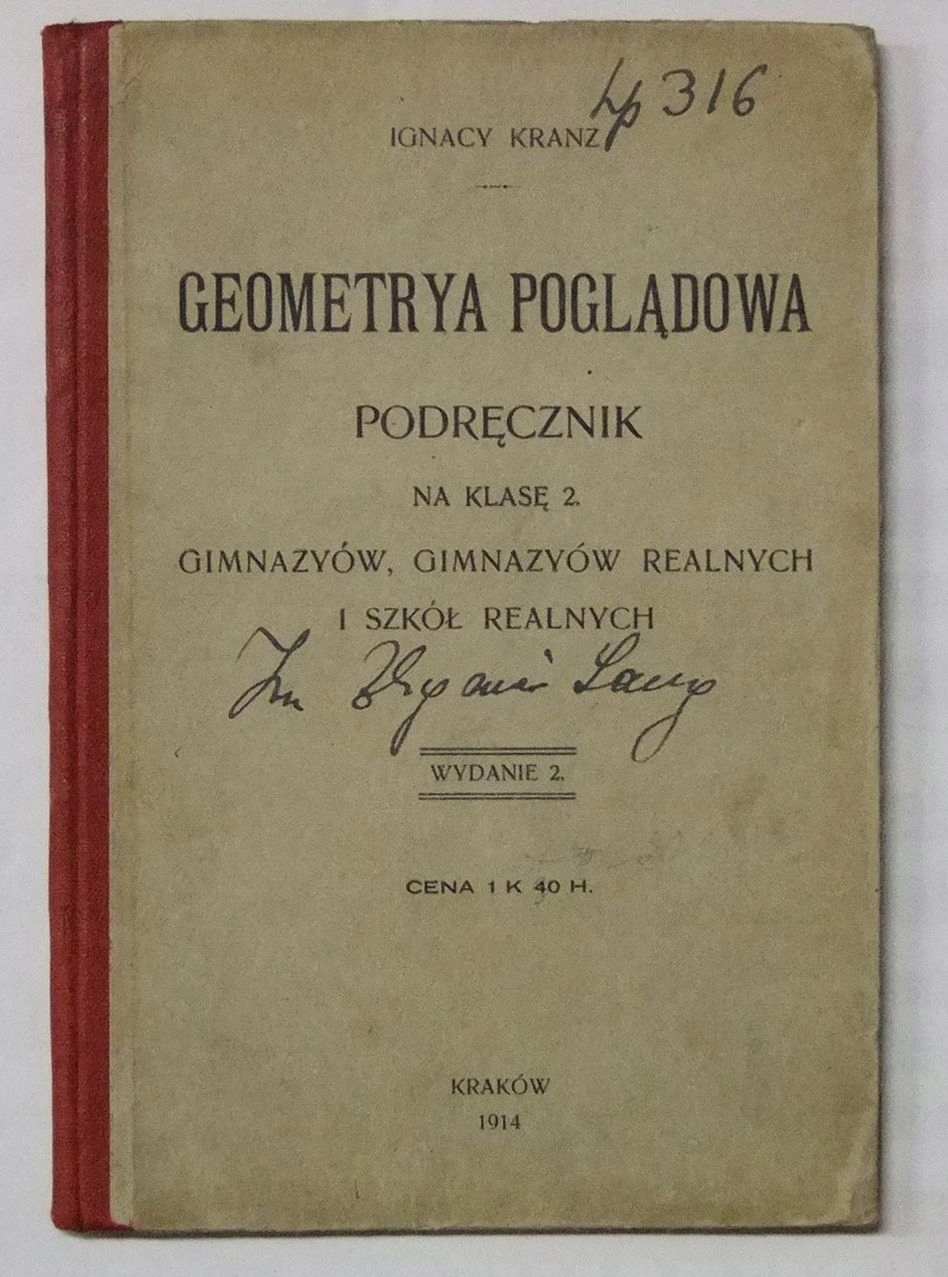 Lp 316
IGNACY KRANZ
GEOMETRYA POGLĄDOWA
PODRĘCZNIK
NA KLASĘ 2.
GIMNAZYÓW, GIMNAZYÓW REALNYCH
I SZKÓŁ REALNYCH
WYDANIE 2.
CENA 1 K 40 H.
KRAKÓW
1914